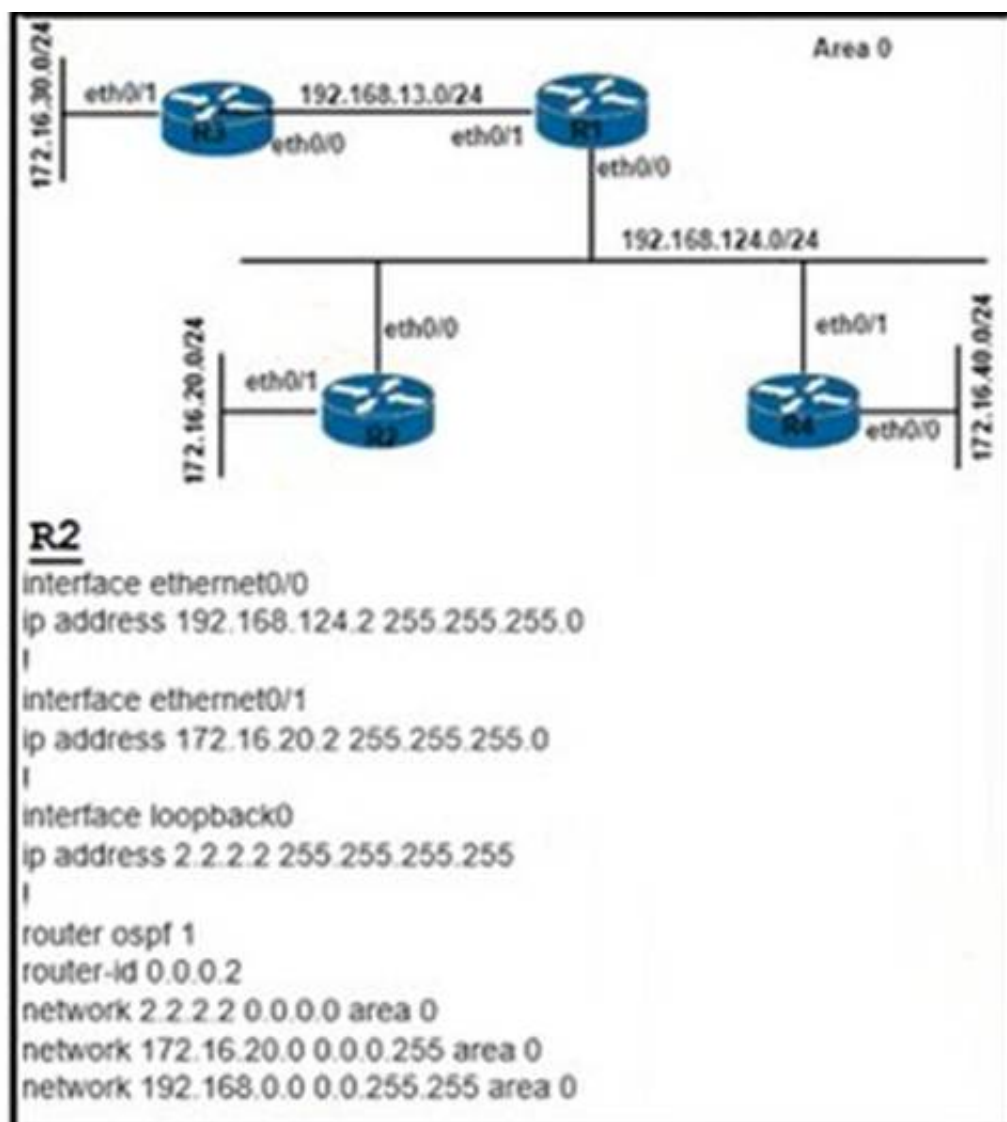 Area 0
172.16.30.0/24
eth0/1
R3
eth0/0
192.168.13.0/24
eth0/1
R1
eth0/0
192.168.124.0/24
172.16.20.0/24
eth0/1
eth0/0
R2
eth0/1
R4
eth0/0
172.16.40.0/24
R2
interface ethernet0/0
ip address 192.168.124.2 255.255.255.0
!
interface ethernet0/1
ip address 172.16.20.2 255.255.255.0
!
interface loopback0
ip address 2.2.2.2 255.255.255.255
!
router ospf 1
router-id 0.0.0.2
network 2.2.2.2 0.0.0.0 area 0
network 172.16.20.0 0.0.0.255 area 0
network 192.168.0.0 0.0.255.255 area 0